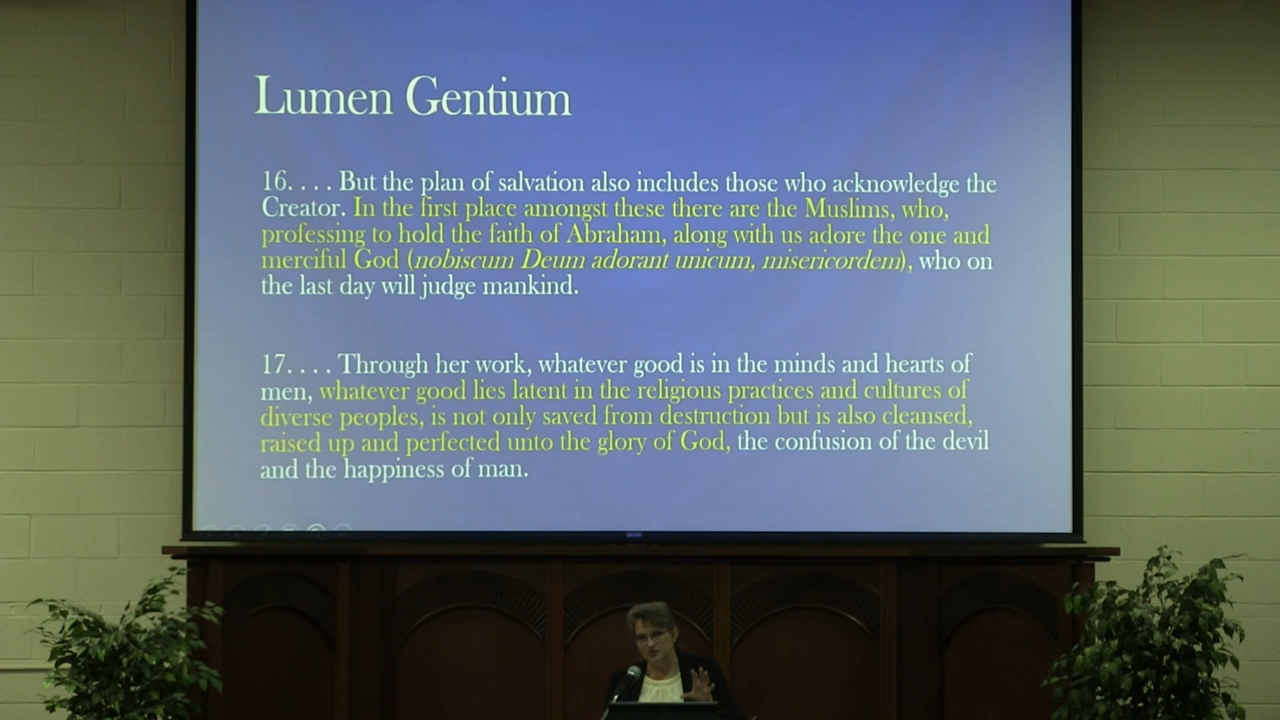 Lumen Gentium
16. . . . But the plan of salvation also includes those who acknowledge the
Creator. In the first place amongst these there are the Muslims, who,
professing to hold the faith of Abraham, along with us adore the one and
merciful God (nobiscum Deum adorant unicum, misericordem), who on
the last day will judge mankind.
17. . . . Through her work, whatever good is in the minds and hearts of
men, whatever good lies latent in the religious practices and cultures of
diverse peoples, is not only saved from destruction but is also cleansed,
raised up and perfected unto the glory of God, the confusion of the devil
and the happiness of man.